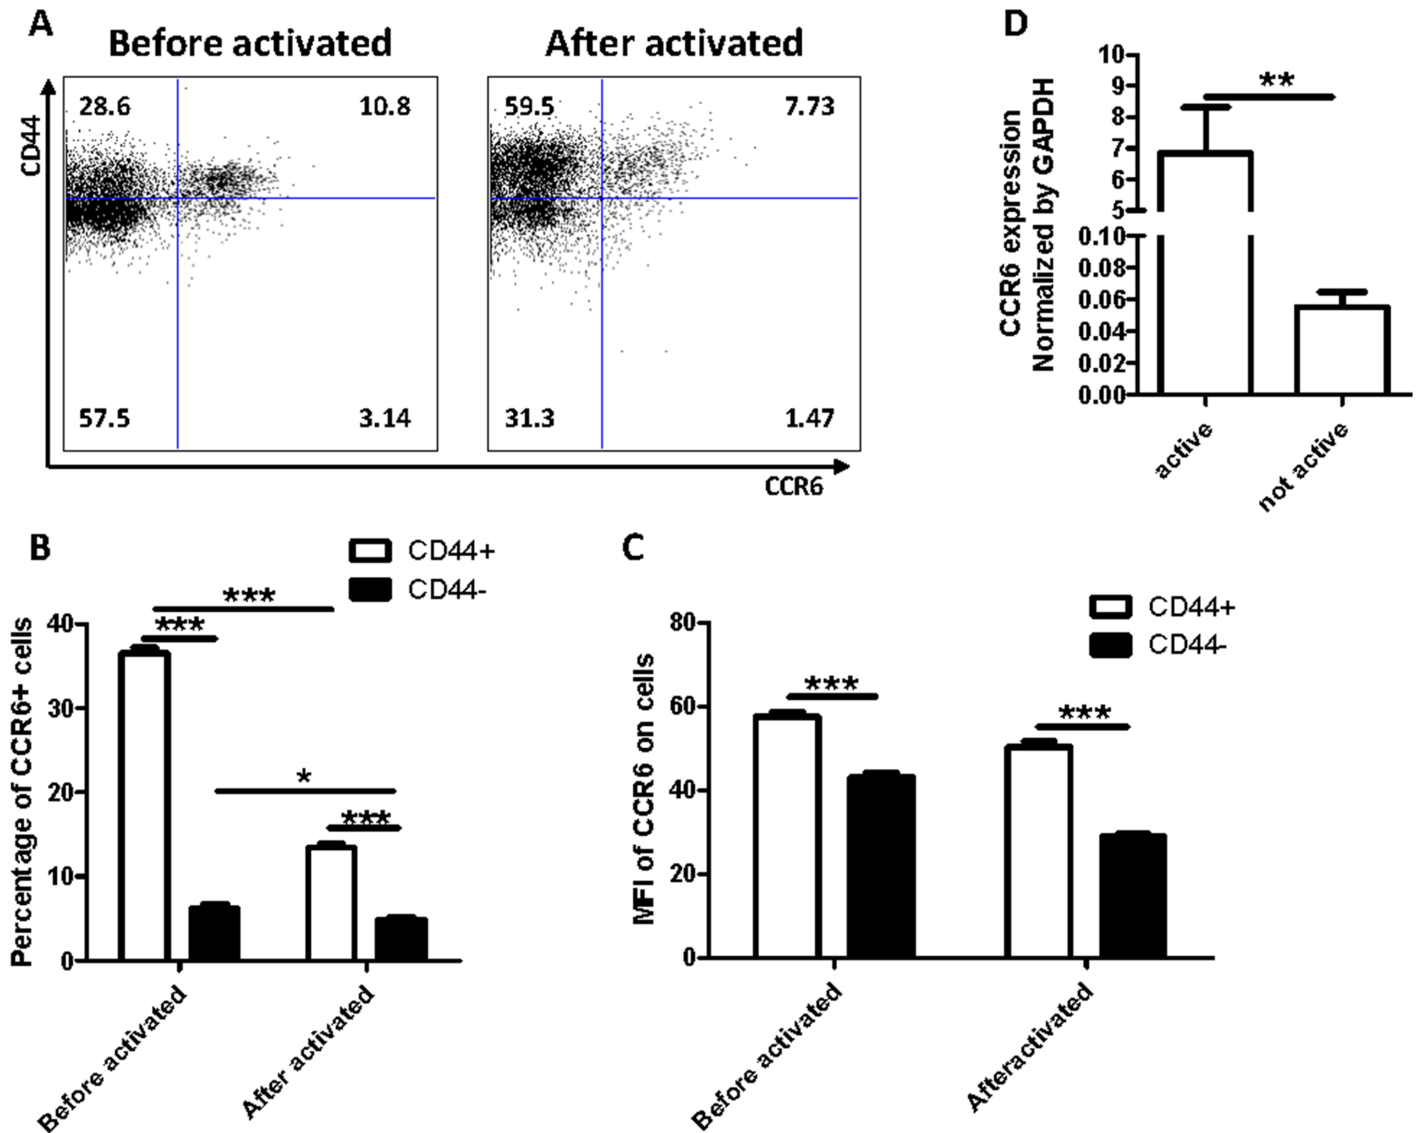 A
Before activated
After activated
CD44
28.6
10.8
57.5
3.14
59.5
7.73
31.3
1.47
CCR6
D
CCR6 expression
Normalized by GAPDH
10
9
8
7
6
5
0.10
0.08
0.06
0.04
0.02
0.00
**
active
not active
B
CD44+
CD44-
Percentage of CCR6+ cells
40
30
20
10
0
***
***
*
***
Before activated
After activated
C
CD44+
CD44-
MFI of CCR6 on cells
80
60
40
20
0
***
***
Before activated
Afteractivated